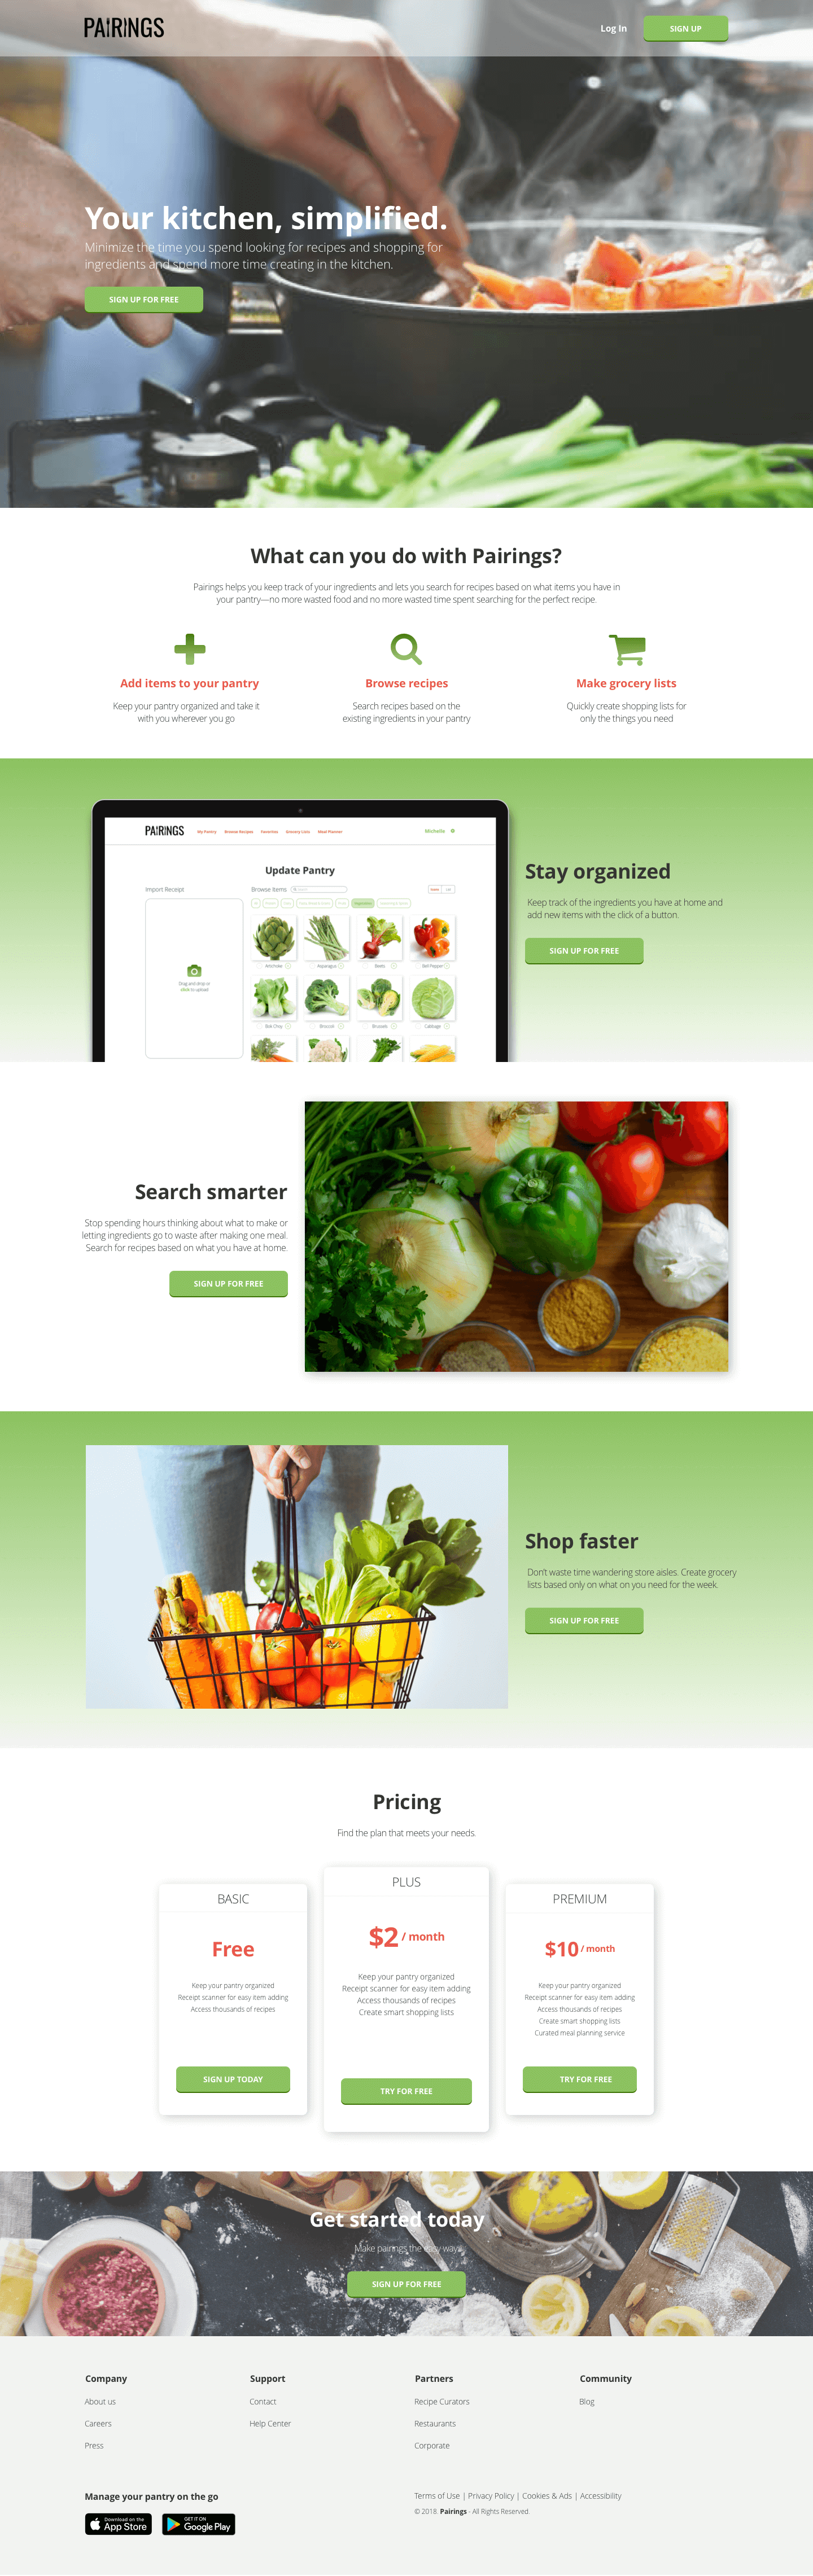 PAIRINGS
Log In
SIGN UP
Your kitchen, simplified.
Minimize the time you spend looking for recipes and shopping for
ingredients and spend more time creating in the kitchen.
SIGN UP FOR FREE
What can you do with Pairings?
Pairings helps you keep track of your ingredients and lets you search for recipes based on what items you have in
your pantry—no more wasted food and no more wasted time spent searching for the perfect recipe.
Add items to your pantry
Keep your pantry organized and take it
with you wherever you go
Browse recipes
Search recipes based on the
existing ingredients in your pantry
Make grocery lists
Quickly create shopping lists for
only the things you need
PAIRINGS
My Pantry Browse Recipes Favorites Grocery Lists Meal Planner
Michelle
Update Pantry
Import Receipt
Browse Items
Drag and drop or
click to upload
Artichoke Asparagus Beets Bell Pepper
Bok Choy Broccoli Brussels Cabbage
Stay organized
Keep track of the ingredients you have at home and
add new items with the click of a button.
SIGN UP FOR FREE
Search smarter
Stop spending hours thinking about what to make or
letting ingredients go to waste after making one meal.
Search for recipes based on what you have at home.
SIGN UP FOR FREE
Shop faster
Don't waste time wandering store aisles. Create grocery
lists based only on what on you need for the week.
SIGN UP FOR FREE
Pricing
Find the plan that meets your needs.
BASIC
Free
Keep your pantry organized
Receipt scanner for easy item adding
Access thousands of recipes
SIGN UP TODAY
PLUS
$2 / month
Keep your pantry organized
Receipt scanner for easy item adding
Access thousands of recipes
Create smart shopping lists
TRY FOR FREE
PREMIUM
$10 / month
Keep your pantry organized
Receipt scanner for easy item adding
Access thousands of recipes
Create smart shopping lists
Curated meal planning service
TRY FOR FREE
Get started today
Make pairings the easy way
SIGN UP FOR FREE
Company
About us
Careers
Press
Support
Contact
Help Center
Partners
Recipe Curators
Restaurants
Corporate
Community
Blog
Manage your pantry on the go
Download on the
App Store
GET IT ON
Google Play
Terms of Use | Privacy Policy | Cookies & Ads | Accessibility
© 2018. Pairings - All Rights Reserved.